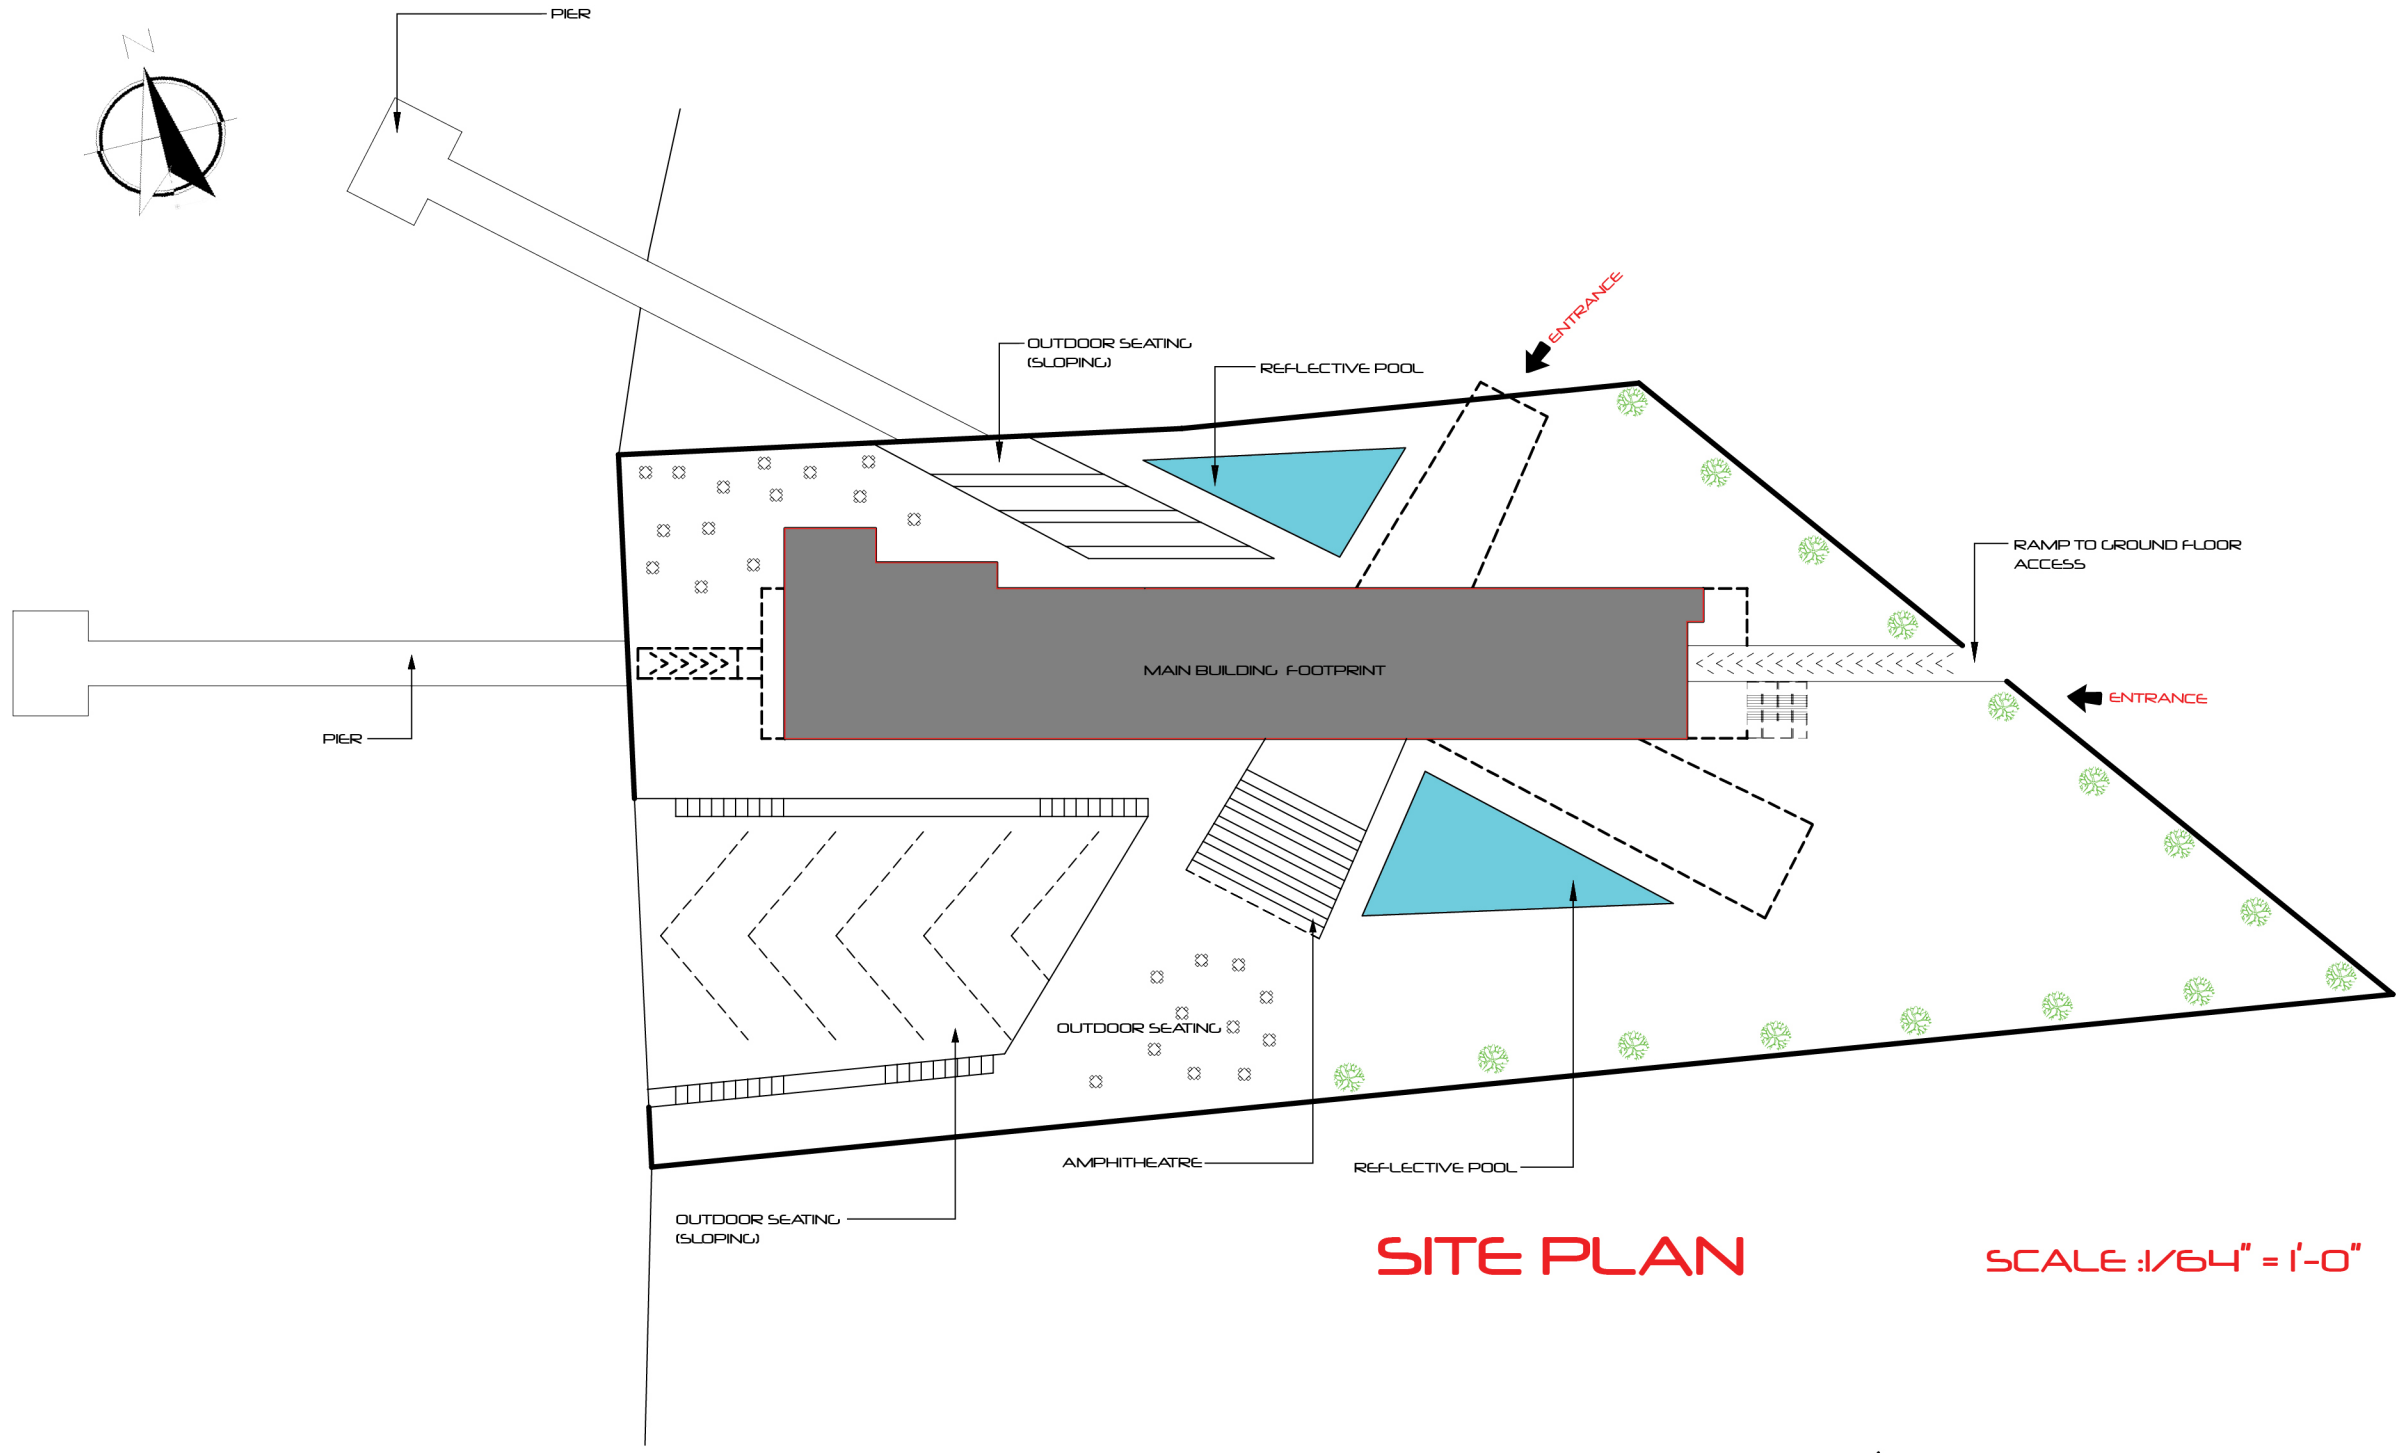 PIER
N
ENTRANCE
OUTDOOR SEATING
(SLOPING)
REFLECTIVE POOL
RAMP TO GROUND FLOOR
ACCESS
MAIN BUILDING FOOTPRINT
ENTRANCE
PIER
OUTDOOR SEATING
AMPHITHEATRE
REFLECTIVE POOL
OUTDOOR SEATING
(SLOPING)
SITE PLAN
SCALE :1/64" = 1'-0"